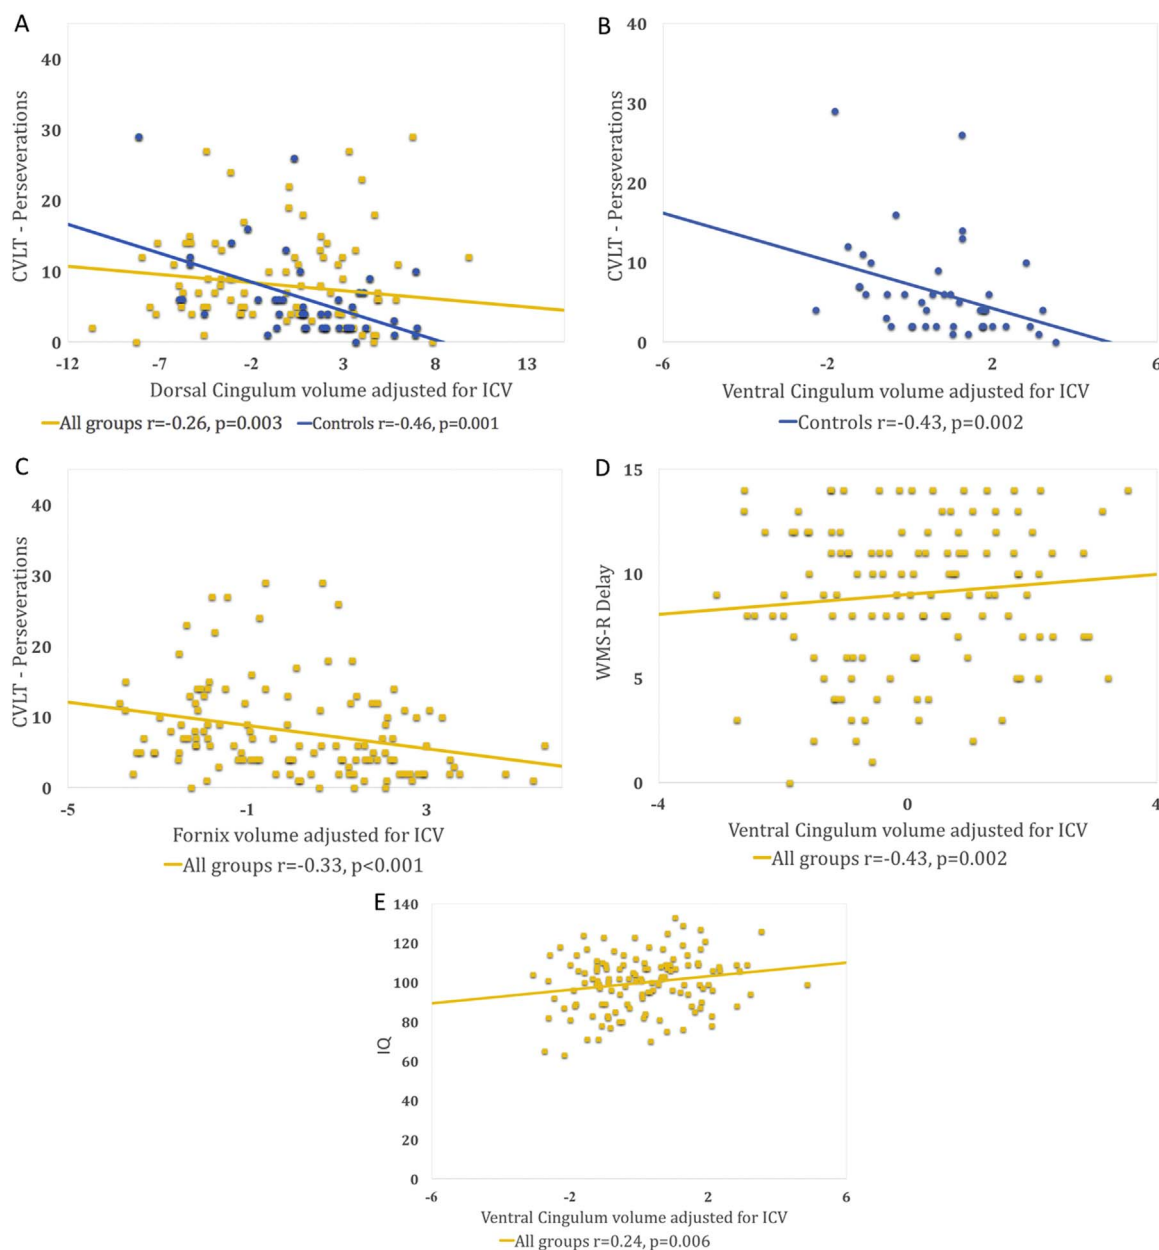 A
CVLT - Perseverations
40
30
20
10
0
-12 -7 -2 3 8 13
Dorsal Cingulum volume adjusted for ICV
All groups r=-0.26, p=0.003 Controls r=-0.46, p=0.001
B
CVLT - Perseverations
40
30
20
10
0
-6 -2 2 6
Ventral Cingulum volume adjusted for ICV
Controls r=-0.43, p=0.002
C
CVLT - Perseverations
40
30
20
10
0
-5 -1 3
Fornix volume adjusted for ICV
All groups r=-0.33, p<0.001
D
WMS-R Delay
15
10
5
0
-4 0 4
Ventral Cingulum volume adjusted for ICV
All groups r=-0.43, p=0.002
E
IQ
140
120
100
80
60
40
20
0
-6 -2 2 6
Ventral Cingulum volume adjusted for ICV
All groups r=0.24, p=0.006